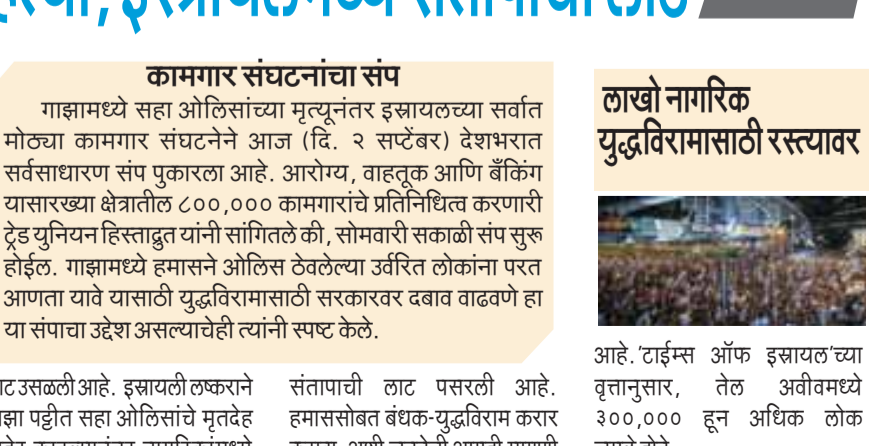 इस्रायलमध्ये संतापाची लाट
कामगार संघटनांचा संप
गाझामध्ये सहा ओलिसांच्या मृत्यूनंतर इस्रायलच्या सर्वात
मोठ्या कामगार संघटनेने आज (दि. २ सप्टेंबर) देशभरात
सर्वसाधारण संप पुकारला आहे. आरोग्य, वाहतूक आणि बँकिंग
यासारख्या क्षेत्रातील ८००,००० कामगारांचे प्रतिनिधित्व करणारी
ट्रेड युनियन हिस्ताद्रुत यांनी सांगितले की, सोमवारी सकाळी संप सुरू
होईल. गाझामध्ये हमासने ओलिस ठेवलेल्या उर्वरित लोकांना परत
आणता यावे यासाठी युद्धविरामासाठी सरकारवर दबाव वाढवणे हा
या संपाचा उद्देश असल्याचेही त्यांनी स्पष्ट केले.
उसळली आहे. इस्रायली लष्कराने
पट्टीत सहा ओलिसांचे मृतदेह
संतापाची लाट पसरली आहे.
हमाससोबत बंधक-युद्धविराम करार
लाखो नागरिक
युद्धविरामासाठी रस्त्यावर
आहे. 'टाईम्स ऑफ इस्रायल'च्या
वृत्तानुसार, तेल अवीवमध्ये
३००,००० हून अधिक लोक